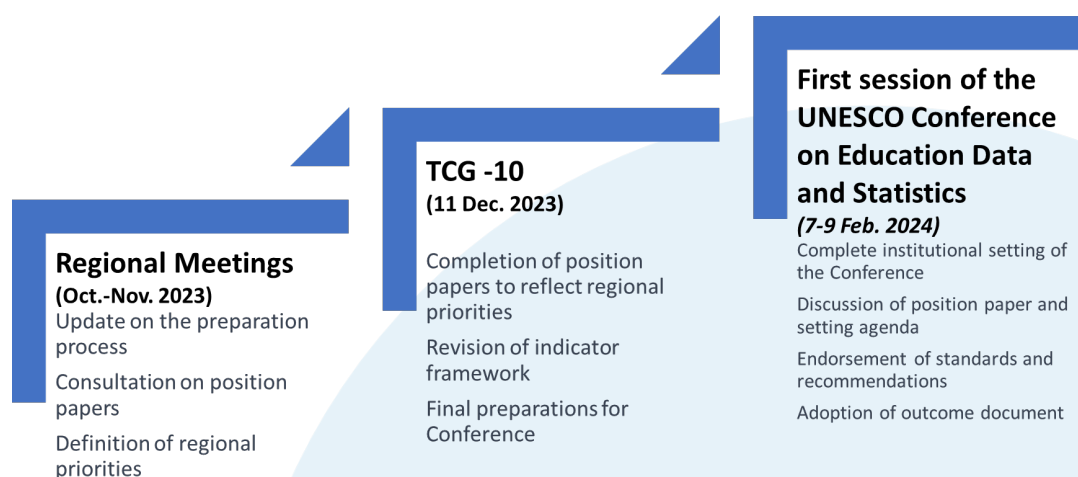 Regional Meetings
(Oct.-Nov. 2023)
Update on the preparation
process
Consultation on position
papers
Definition of regional
priorities
TCG -10
(11 Dec. 2023)
Completion of position
papers to reflect regional
priorities
Revision of indicator
framework
Final preparations for
Conference
First session of the
UNESCO Conference
on Education Data
and Statistics
(7-9 Feb. 2024)
Complete institutional setting of
the Conference
Discussion of position paper and
setting agenda
Endorsement of standards and
recommendations
Adoption of outcome document